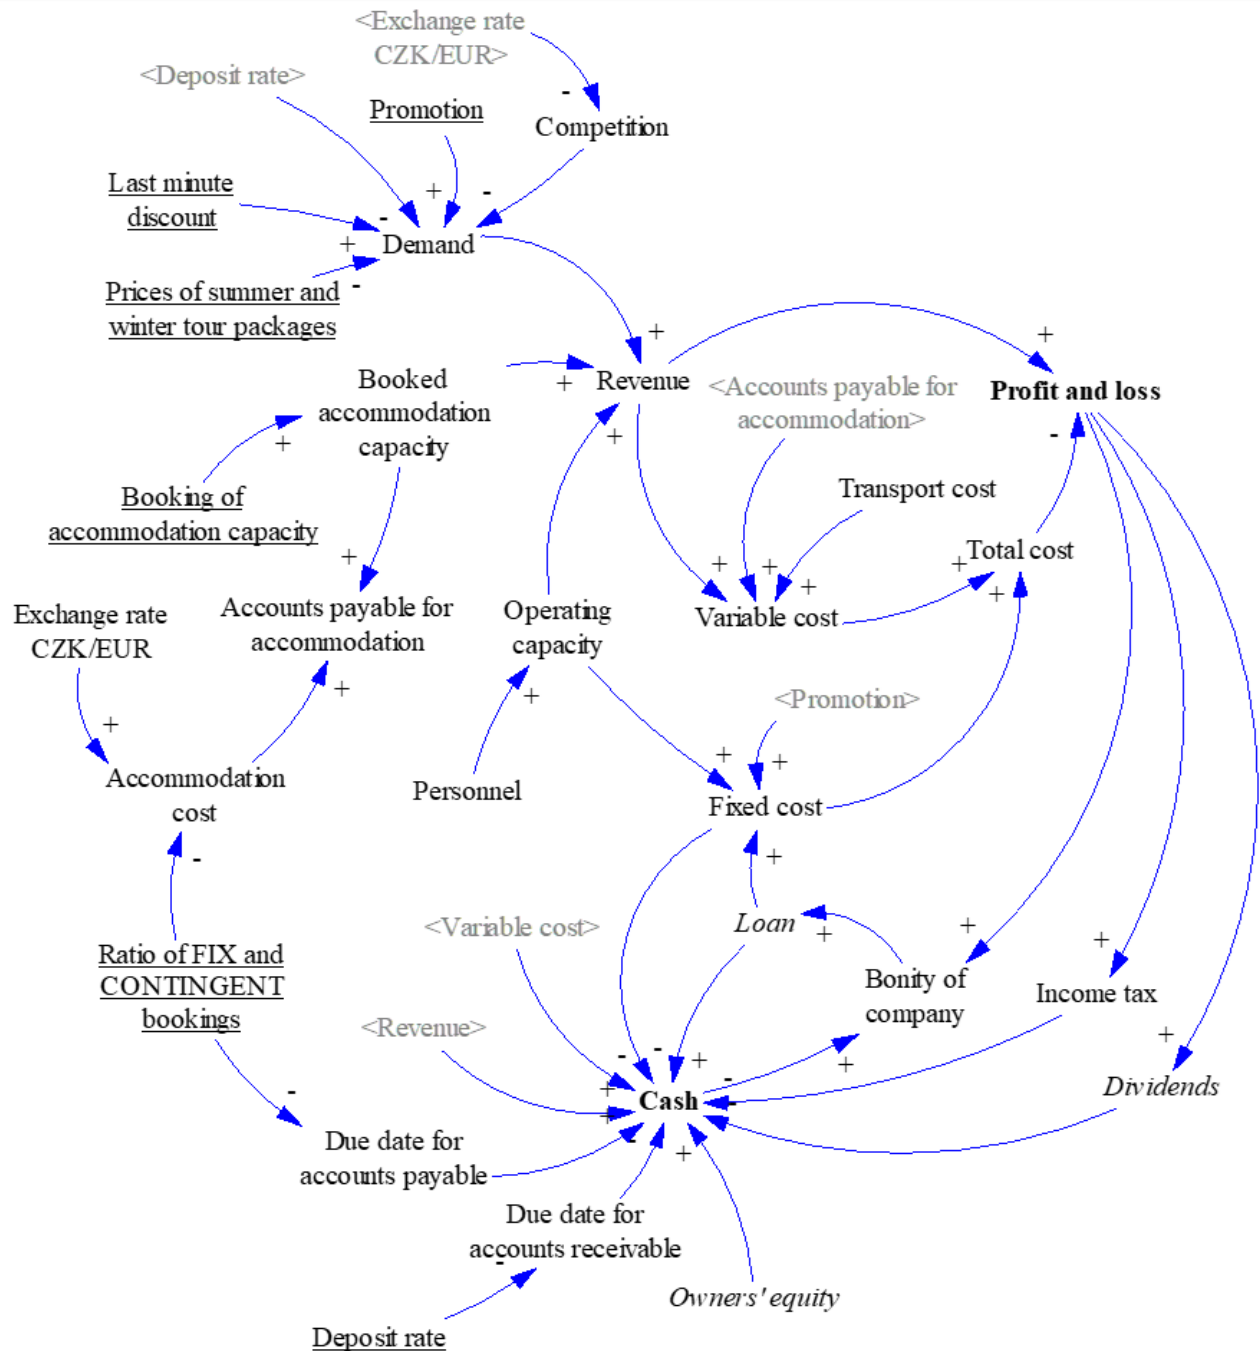 <Exchange rate
CZK/EUR>
<Deposit rate>
Promotion
-
Competition
Last minute
discount
+
-
-
+
Demand
-
Prices of summer and
winter tour packages
+
+
Revenue
+
Booked
accommodation
capacity
+
<Accounts payable for
accommodation>
Profit and loss
-
+
+
Booking of
accommodation capacity
Transport cost
+
+
+
+
Total cost
+
+
Exchange rate
CZK/EUR
Accounts payable for
accommodation
Operating
capacity
Variable cost
+
+
<Promotion>
+
Accommodation
cost
Personnel
+
+
Fixed cost
-
+
<Variable cost>
Loan
+
+
+
Ratio of FIX and
CONTINGENT
bookings
Bonity of
company
Income tax
<Revenue>
-
-
-
+
-
+
+
Dividends
+
Cash
-
+
-
+
Due date for
accounts payable
Due date for
accounts receivable
-
Owners' equity
Deposit rate